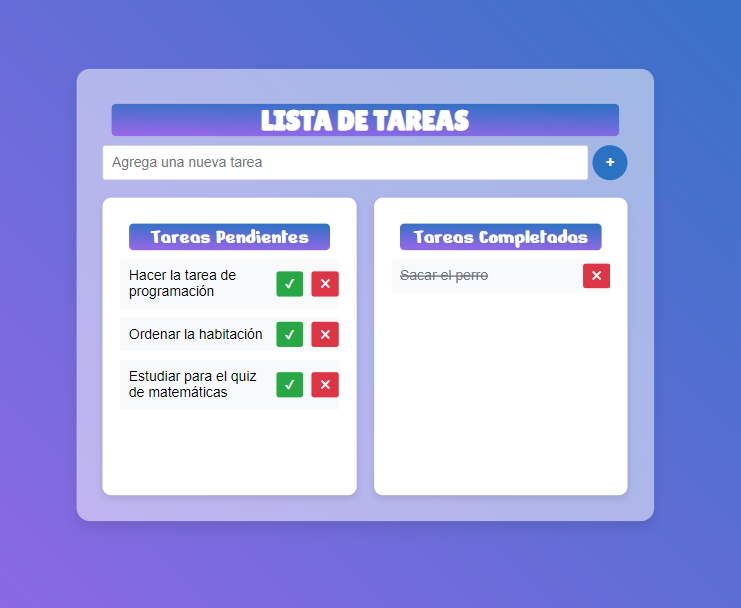 LISTA DE TAREAS
Agrega una nueva tarea
+
Tareas Pendientes
Hacer la tarea de
programación
Ordenar la habitación
Estudiar para el quiz
de matemáticas
Tareas Completadas
Sacar el perro